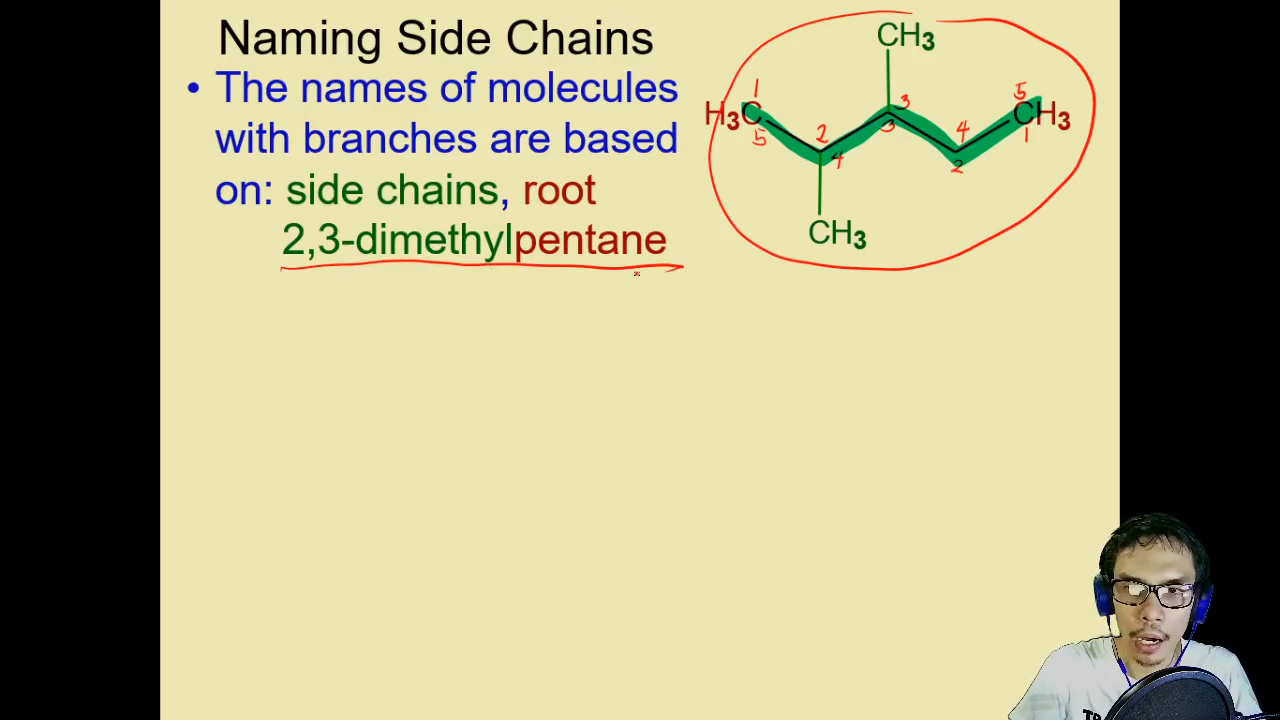 Naming Side Chains
• The names of molecules
with branches are based
on: side chains, root
2,3-dimethylpentane
CH3
1
H3C
5
2
4
3
3
4
2
5
CH3
1
CH3